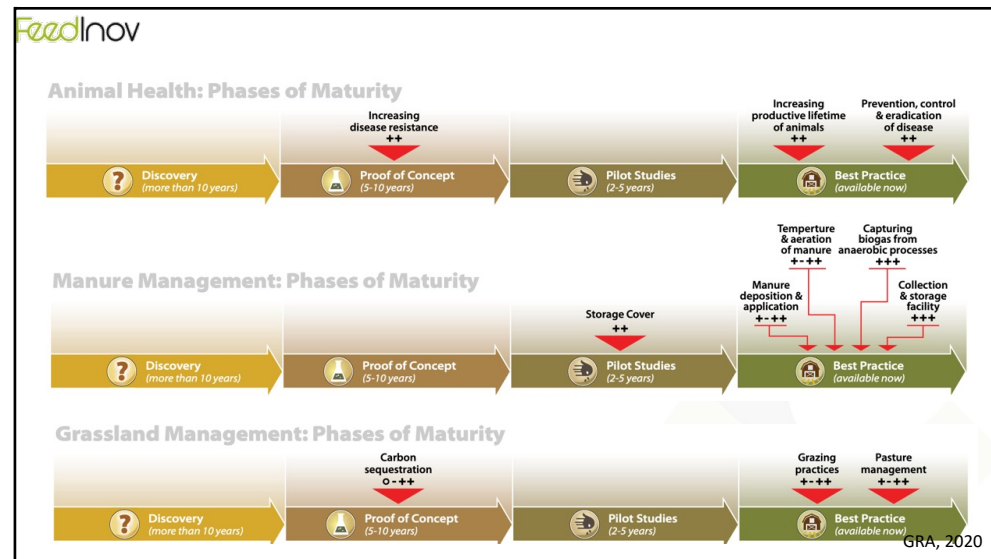 FeedInov
Animal Health: Phases of Maturity
Increasing
disease resistance
++
Increasing
productive lifetime
of animals
++
Prevention, control
& eradication
of disease
++
?
Discovery
(more than 10 years)
Proof of Concept
(5-10 years)
Pilot Studies
(2-5 years)
Best Practice
(available now)
Manure Management: Phases of Maturity
Storage Cover
++
Temperture
& aeration
of manure
+-++
Capturing
biogas from
anaerobic processes
+++
Manure
deposition &
application
+-++
Collection
& storage
facility
+++
?
Discovery
(more than 10 years)
Proof of Concept
(5-10 years)
Pilot Studies
(2-5 years)
Best Practice
(available now)
Grassland Management: Phases of Maturity
Carbon
sequestration
o-++
Grazing
practices
+-++
Pasture
management
+-++
?
Discovery
(more than 10 years)
Proof of Concept
(5-10 years)
Pilot Studies
(2-5 years)
Best Practice
(available now)
GRA, 2020